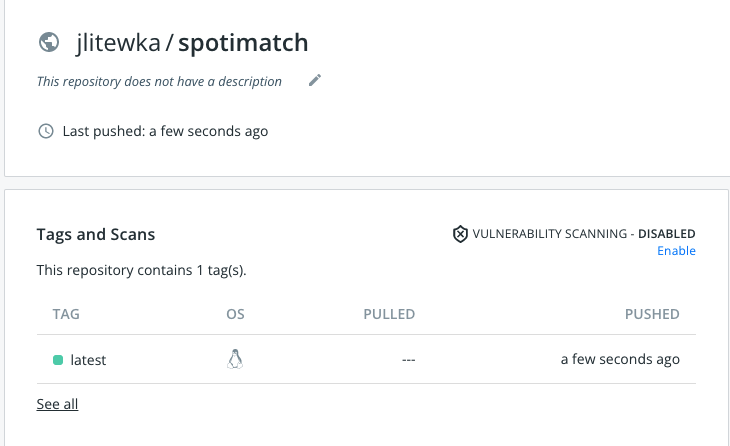 jlitewka / spotimatch
This repository does not have a description
Last pushed: a few seconds ago
Tags and Scans
VULNERABILITY SCANNING - DISABLED
Enable
This repository contains 1 tag(s).
TAG OS PULLED PUSHED
latest --- a few seconds ago
See all